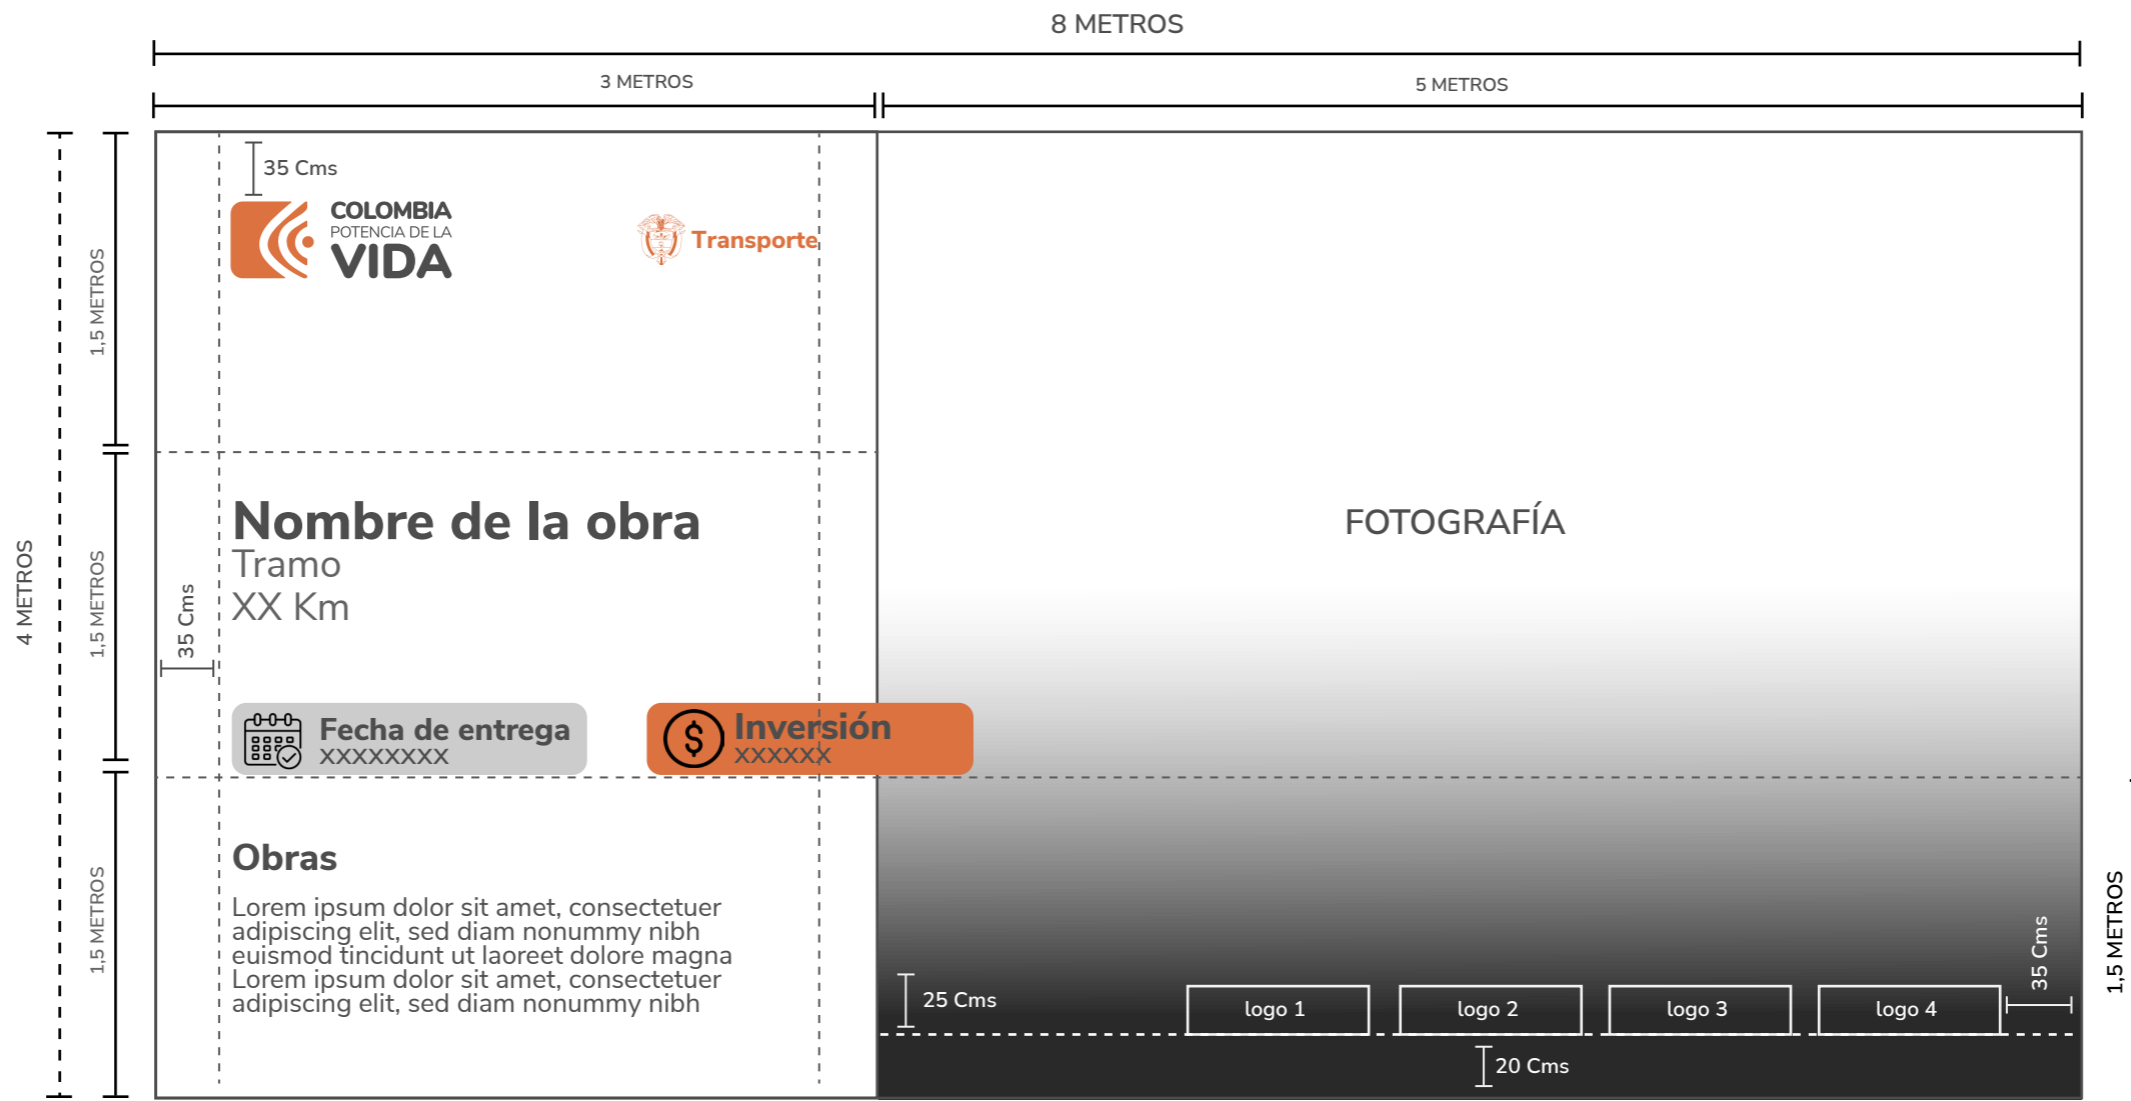 8 METROS
3 METROS
5 METROS
35 Cms
COLOMBIA
POTENCIA DE LA
VIDA
Transporte
1,5 METROS
4 METROS
1,5 METROS
35 Cms
Nombre de la obra
Tramo
XX Km
FOTOGRAFÍA
Fecha de entrega
XXXXXXXX
Inversión
XXXXXX
1,5 METROS
Obras
Lorem ipsum dolor sit amet, consectetuer
adipiscing elit, sed diam nonummy nibh
euismod tincidunt ut laoreet dolore magna
Lorem ipsum dolor sit amet, consectetuer
adipiscing elit, sed diam nonummy nibh
25 Cms
logo 1
logo 2
logo 3
logo 4
35 Cms
1,5 METROS
20 Cms